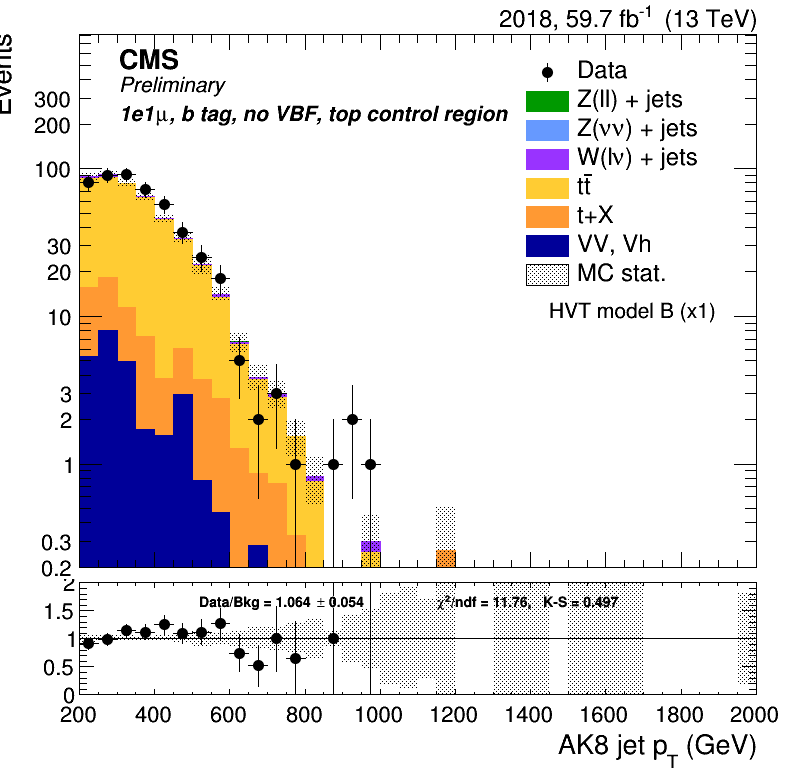 2018, 59.7 fb⁻¹ (13 TeV)
Events
CMS
Preliminary
1e1μ, b tag, no VBF, top control region
Data
Z(ll) + jets
Z(νν) + jets
W(lν) + jets
tt̄
t+X
VV, Vh
MC stat.
HVT model B (x1)
300
200
100
30
20
10
3
2
1
0.3
0.2
Data/Bkg = 1.064 ± 0.054
χ²/ndf = 11.76, K-S = 0.497
2
1.5
1
0.5
0
200 400 600 800 1000 1200 1400 1600 1800 2000
AK8 jet p_T (GeV)